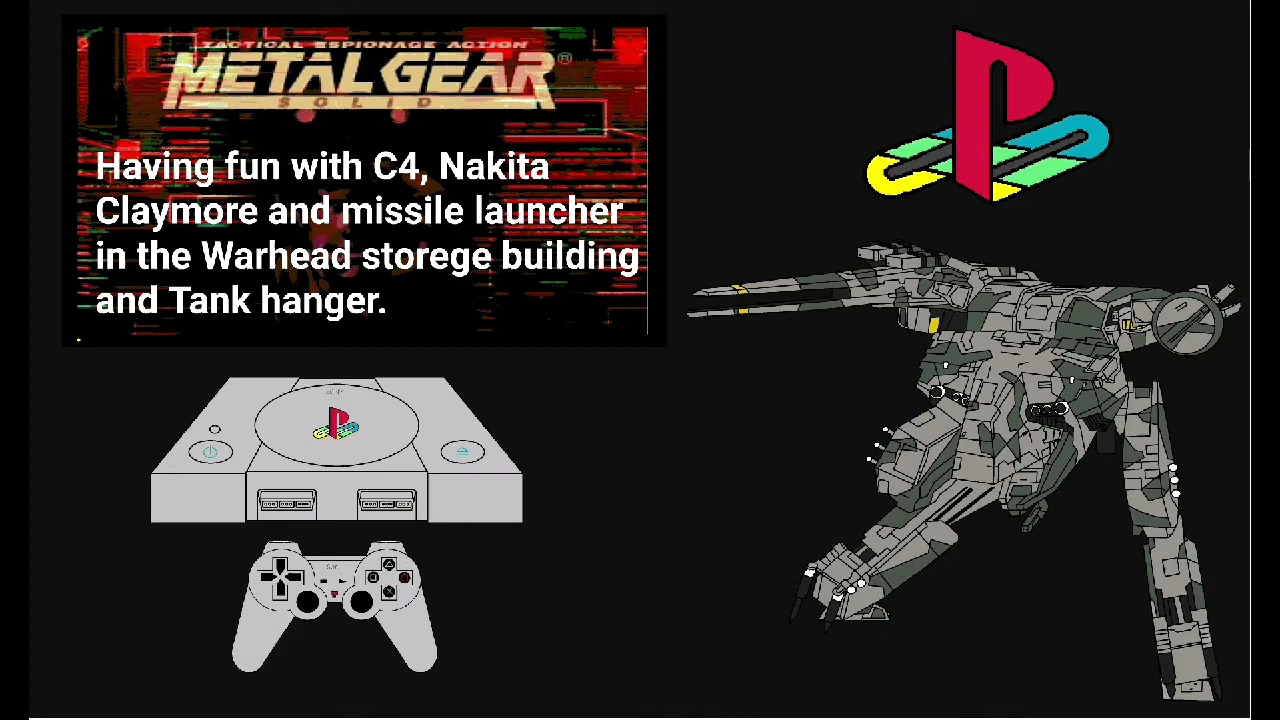 TACTICAL ESPIONAGE ACTION
METAL GEAR ®
SOLID
Having fun with C4, Nakita
Claymore and missile launcher
in the Warhead storege building
and Tank hanger.